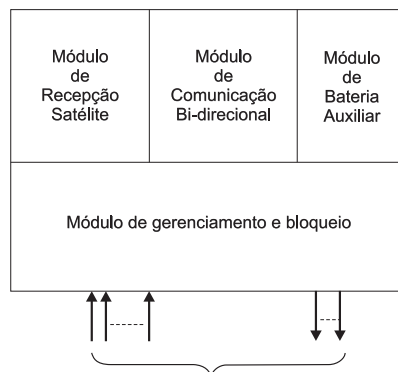 Módulo
de
Recepção
Satélite
Módulo
de
Comunicação
Bi-direcional
Módulo
de
Bateria
Auxiliar
Módulo de gerenciamento e bloqueio